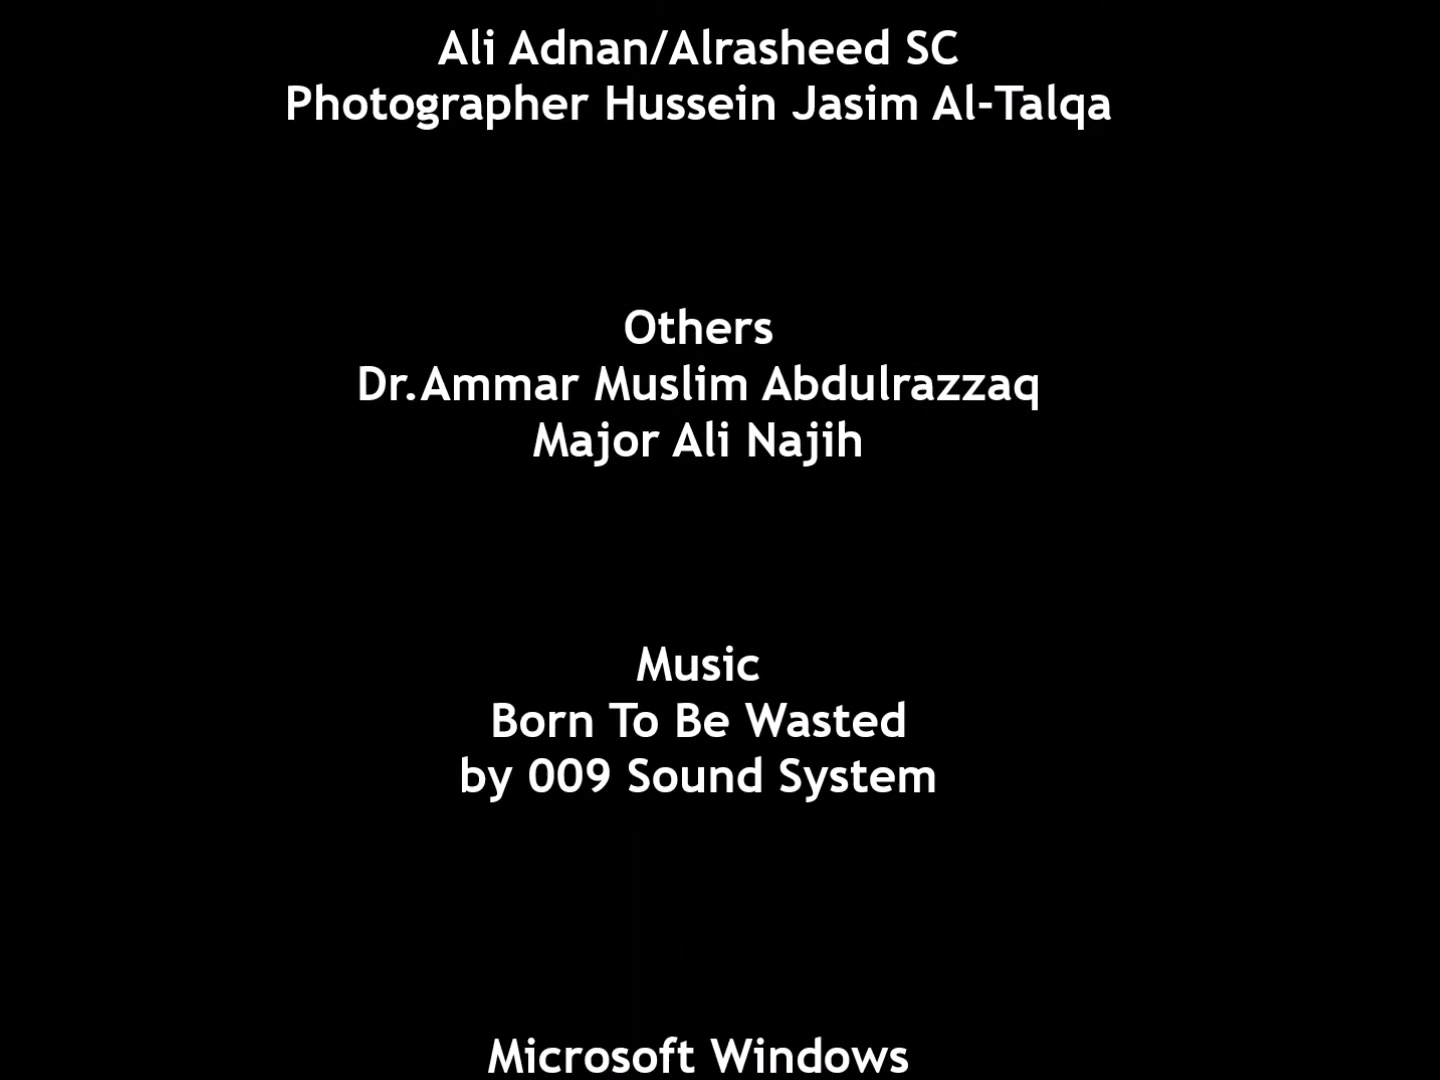 Ali Adnan/Alrasheed SC
Photographer Hussein Jasim Al-Talqa
Others
Dr.Ammar Muslim Abdulrazzaq
Major Ali Najih
Music
Born To Be Wasted
by 009 Sound System
Microsoft Windows